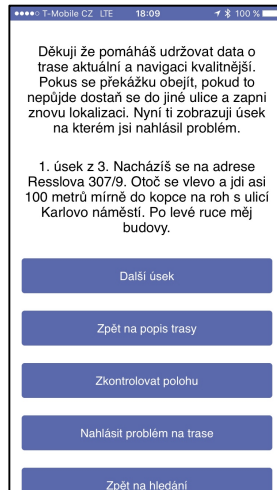 T-Mobile CZ LTE 18:09 100 %
Děkuji že pomáháš udržovat data o
trase aktuální a navigaci kvalitnější.
Pokus se překážku obejít, pokud to
nepůjde dostaň se do jiné ulice a zapni
znovu lokalizaci. Nyní ti zobrazuji úsek
na kterém jsi nahlásil problém.
1. úsek z 3. Nacházíš se na adrese
Resslova 307/9. Otoč se vlevo a jdi asi
100 metrů mírně do kopce na roh s ulicí
Karlovo náměstí. Po levé ruce měj
budovy.
Další úsek
Zpět na popis trasy
Zkontrolovat polohu
Nahlásit problém na trase
Zpět na hledání